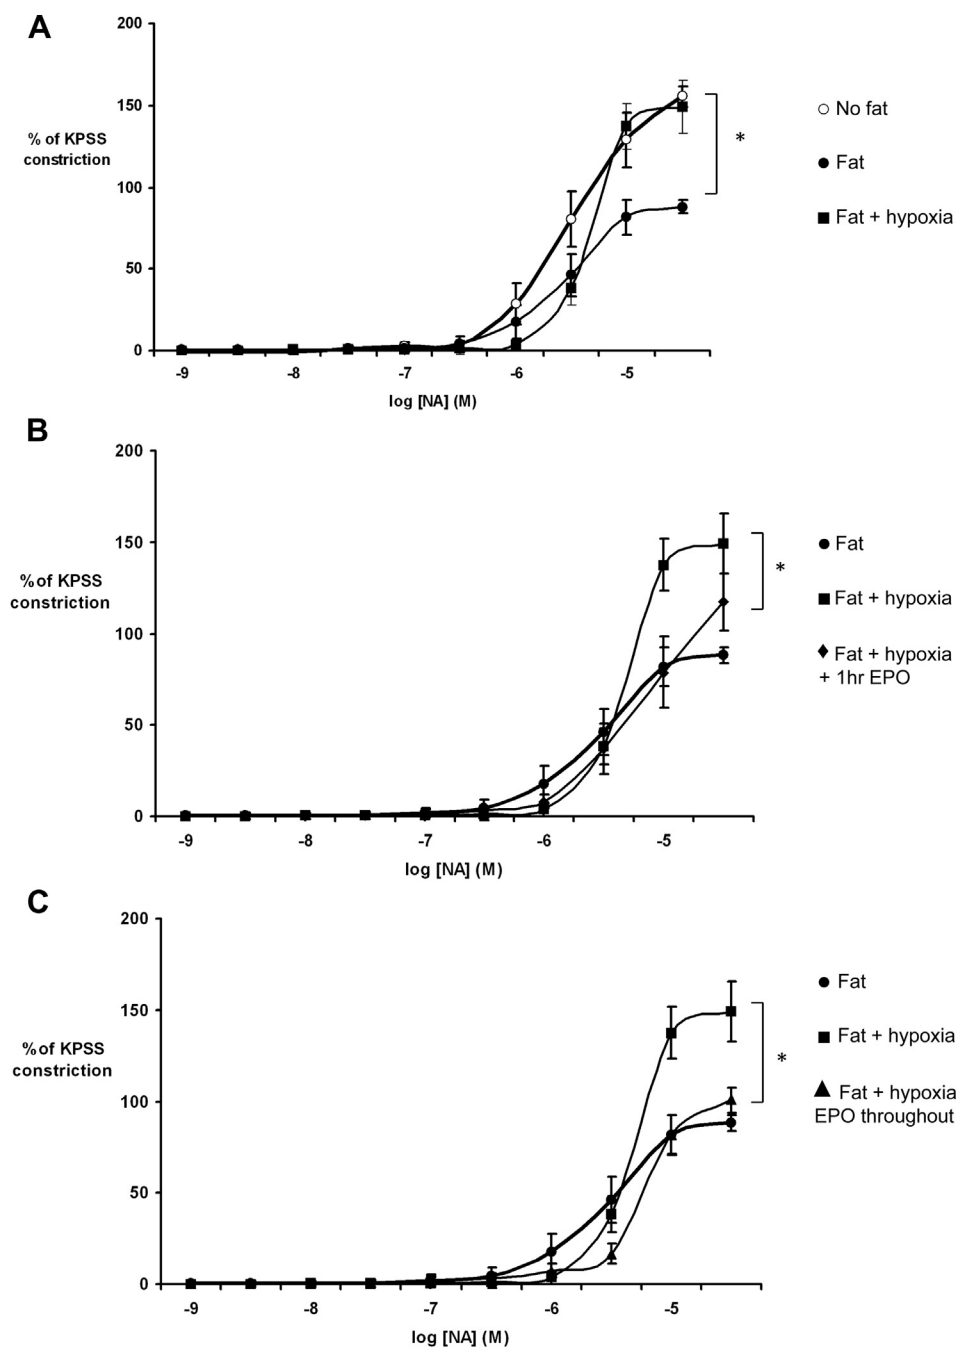 A
200
150
100
50
0
% of KPSS
constriction
-9 -8 -7 -6 -5
log [NA] (M)
*
No fat
Fat
Fat + hypoxia
B
200
150
100
50
0
% of KPSS
constriction
-9 -8 -7 -6 -5
log [NA] (M)
*
Fat
Fat + hypoxia
Fat + hypoxia
+ 1hr EPO
C
200
150
100
50
0
% of KPSS
constriction
-9 -8 -7 -6 -5
log [NA] (M)
*
Fat
Fat + hypoxia
Fat + hypoxia
EPO throughout